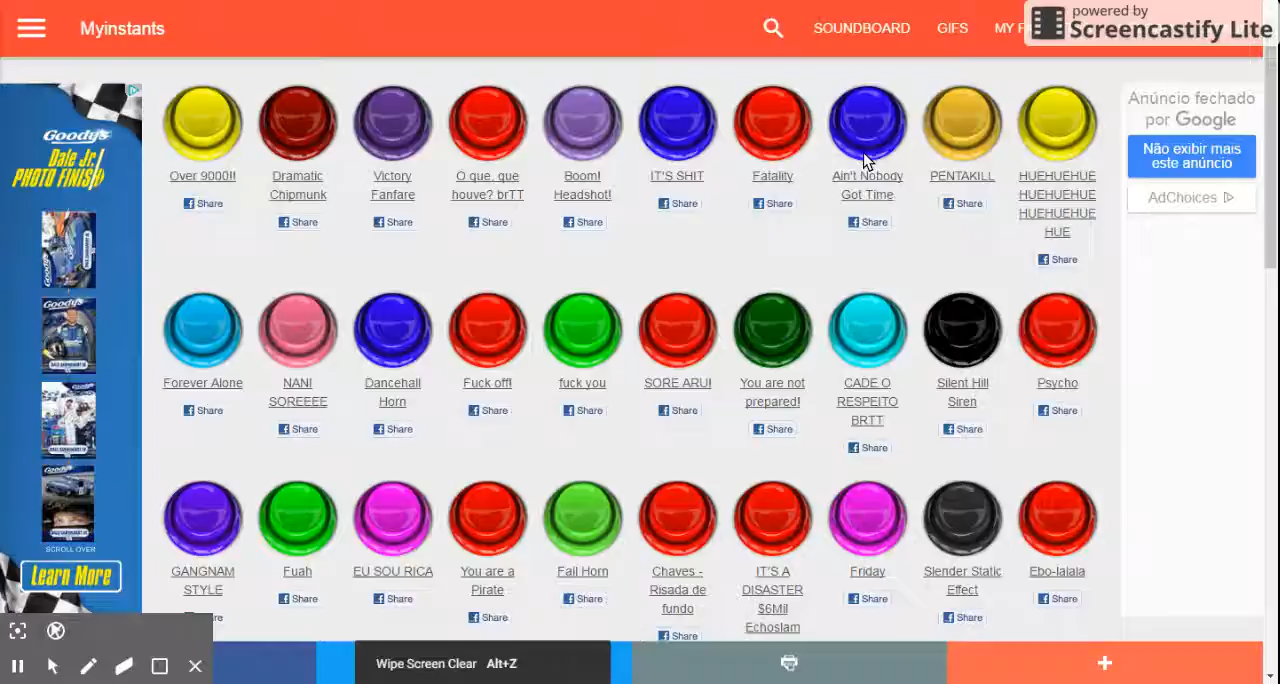 Myinstants
SOUNDBOARD
GIFS
MY F
powered by
Screencastify Lite
Goody's
Dale Jr.
PHOTO FINISH
SCROLL OVER
Learn More
Over 9000!!
Share
Dramatic
Chipmunk
Share
Victory
Fanfare
Share
O que, que
houve? brTT
Share
Boom!
Headshot!
Share
IT'S SHIT
Share
Fatality
Share
Ain't Nobody
Got Time
Share
PENTAKILL
Share
HUEHUEHUE
HUEHUEHUE
HUEHUEHUE
HUE
Share
Forever Alone
Share
NANI
SOREEEE
Share
Dancehall
Horn
Share
Fuck off!
Share
fuck you
Share
SORE ARU!
Share
You are not
prepared!
Share
CADE O
RESPEITO
BRTT
Share
Silent Hill
Siren
Share
Psycho
Share
GANGNAM
STYLE
Fuah
Share
EU SOU RICA
Share
You are a
Pirate
Share
Fail Horn
Share
Chaves -
Risada de
fundo
Share
IT'S A
DISASTER
$6Mil
Echoslam
Friday
Share
Slender Static
Effect
Share
Ebo-lalala
Share
Anúncio fechado
por Google
Não exibir mais
este anúncio
AdChoices
Wipe Screen Clear Alt+Z